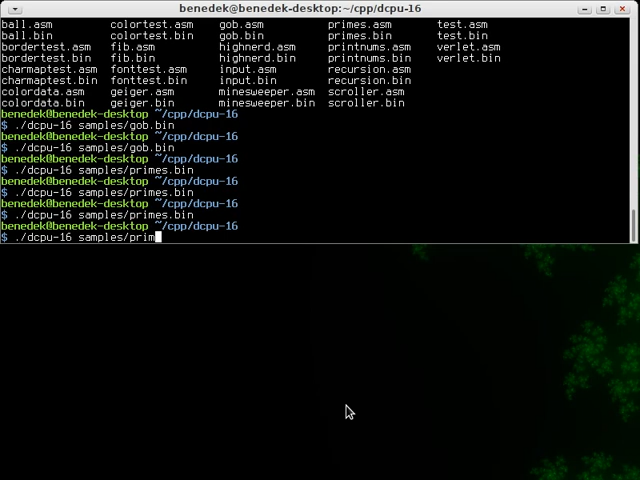 benedek@benedek-desktop:~/cpp/dcpu-16
ball.asm colortest.asm gob.asm primes.asm test.asm
ball.bin colortest.bin gob.bin primes.bin test.bin
bordertest.asm fib.asm highnerd.asm printnums.asm verlet.asm
bordertest.bin fib.bin highnerd.bin printnums.bin verlet.bin
charmaptest.asm fonttest.asm input.asm recursion.asm
charmaptest.bin fonttest.bin input.bin recursion.bin
colordata.asm geiger.asm minesweeper.asm scroller.asm
colordata.bin geiger.bin minesweeper.bin scroller.bin
benedek@benedek-desktop ~/cpp/dcpu-16
$ ./dcpu-16 samples/gob.bin
benedek@benedek-desktop ~/cpp/dcpu-16
$ ./dcpu-16 samples/gob.bin
benedek@benedek-desktop ~/cpp/dcpu-16
$ ./dcpu-16 samples/primes.bin
benedek@benedek-desktop ~/cpp/dcpu-16
$ ./dcpu-16 samples/primes.bin
benedek@benedek-desktop ~/cpp/dcpu-16
$ ./dcpu-16 samples/primes.bin
benedek@benedek-desktop ~/cpp/dcpu-16
$ ./dcpu-16 samples/prim